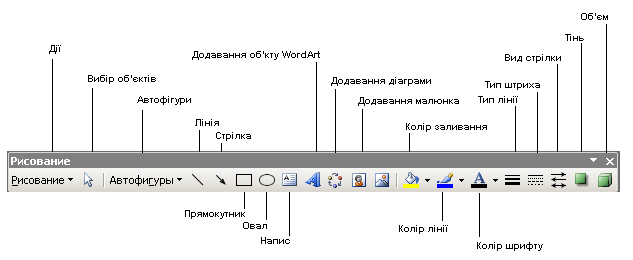 Об'єм
Тінь
Дії
Додавання об'кту WordArt
Вид стрілки
Вибір об'єктів
Додавання діаграми
Тип штриха
Автофігури
Додавання малюнка
Тип лінії
Лінія
Колір заливання
Стрілка
Рисование
Рисование
Автофигуры
Прямокутник
Овал
Напис
Колір лінії
Колір шрифту